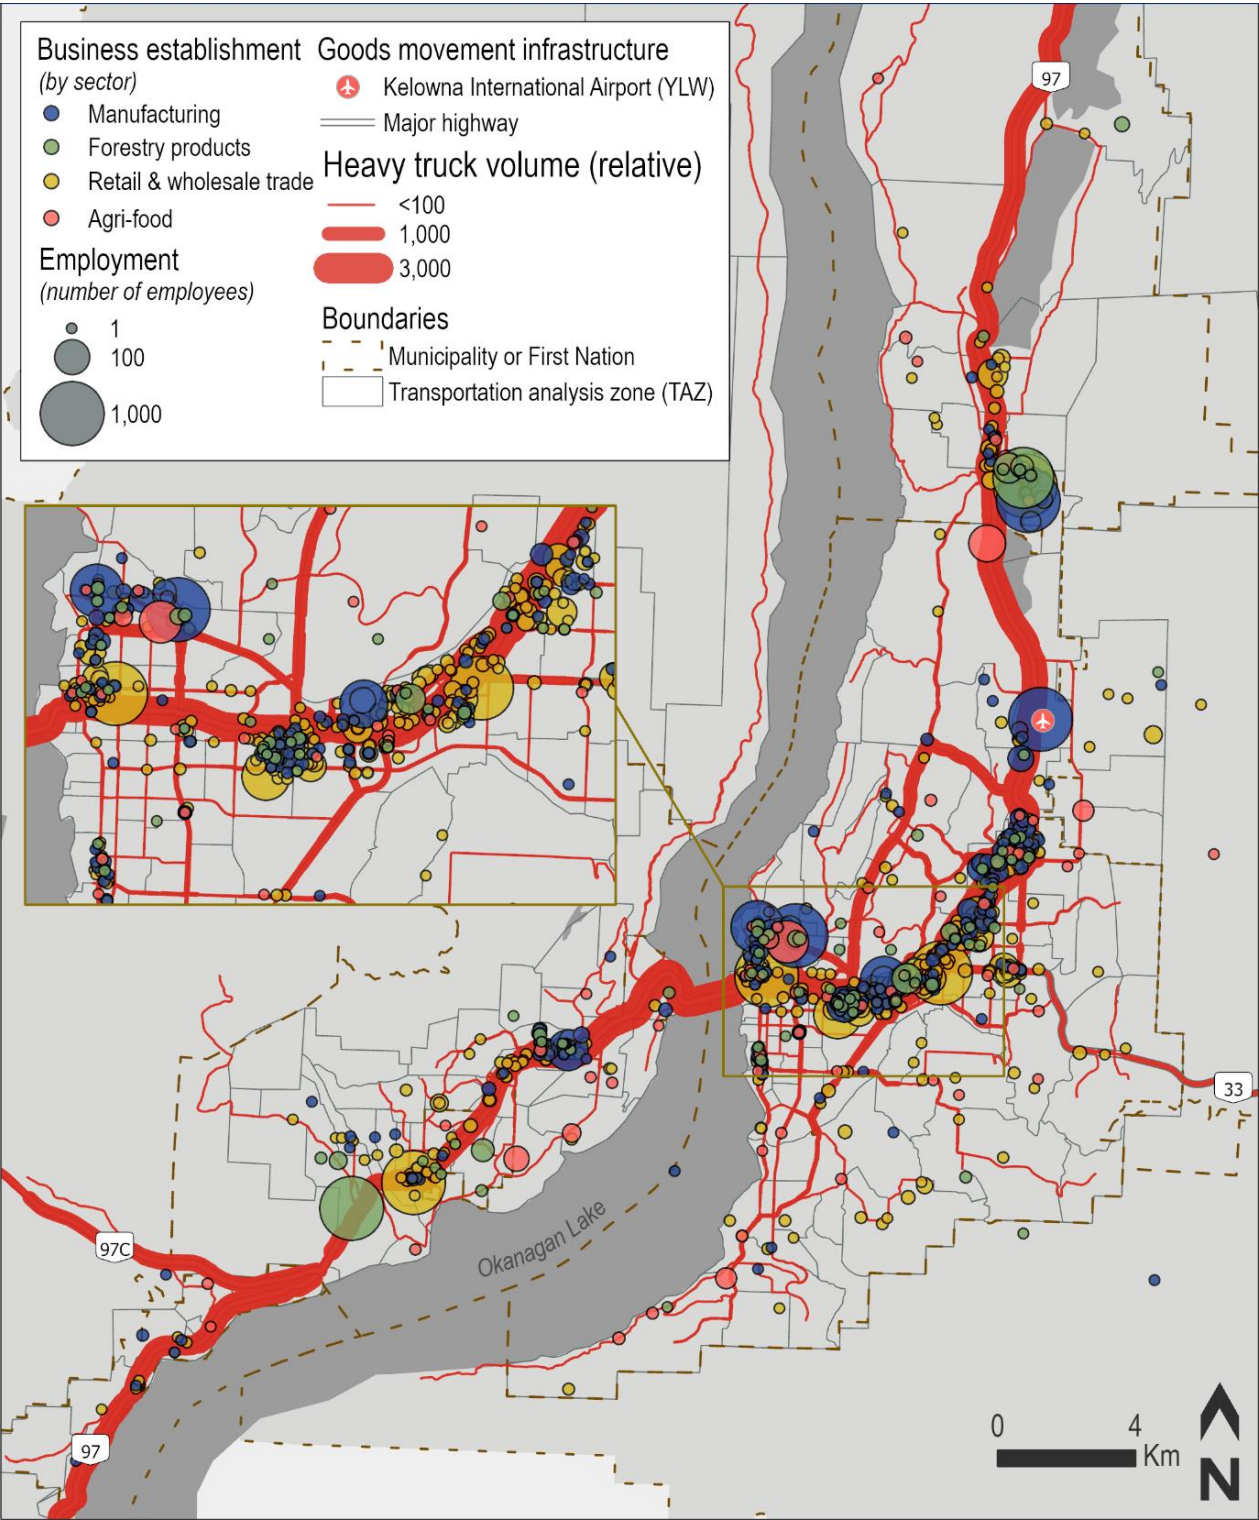 Business establishment
(by sector)
Manufacturing
Forestry products
Retail & wholesale trade
Agri-food
Employment
(number of employees)
1
100
1,000
Goods movement infrastructure
Kelowna International Airport (YLW)
Major highway
Heavy truck volume (relative)
<100
1,000
3,000
Boundaries
Municipality or First Nation
Transportation analysis zone (TAZ)
97
33
Okanagan Lake
97C
97
0 4
Km
N